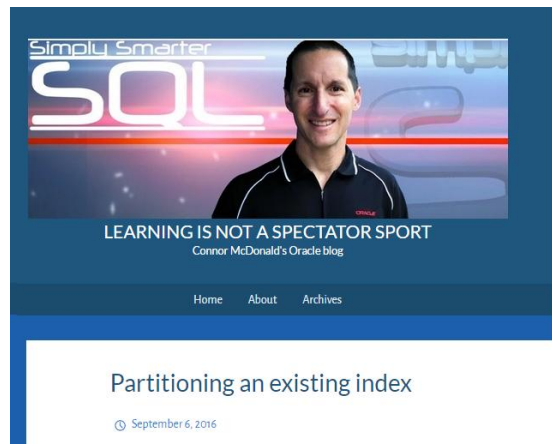 Simply Smarter
SQL
ORACLE
LEARNING IS NOT A SPECTATOR SPORT
Connor McDonald's Oracle blog
Home About Archives
Partitioning an existing index
September 6, 2016